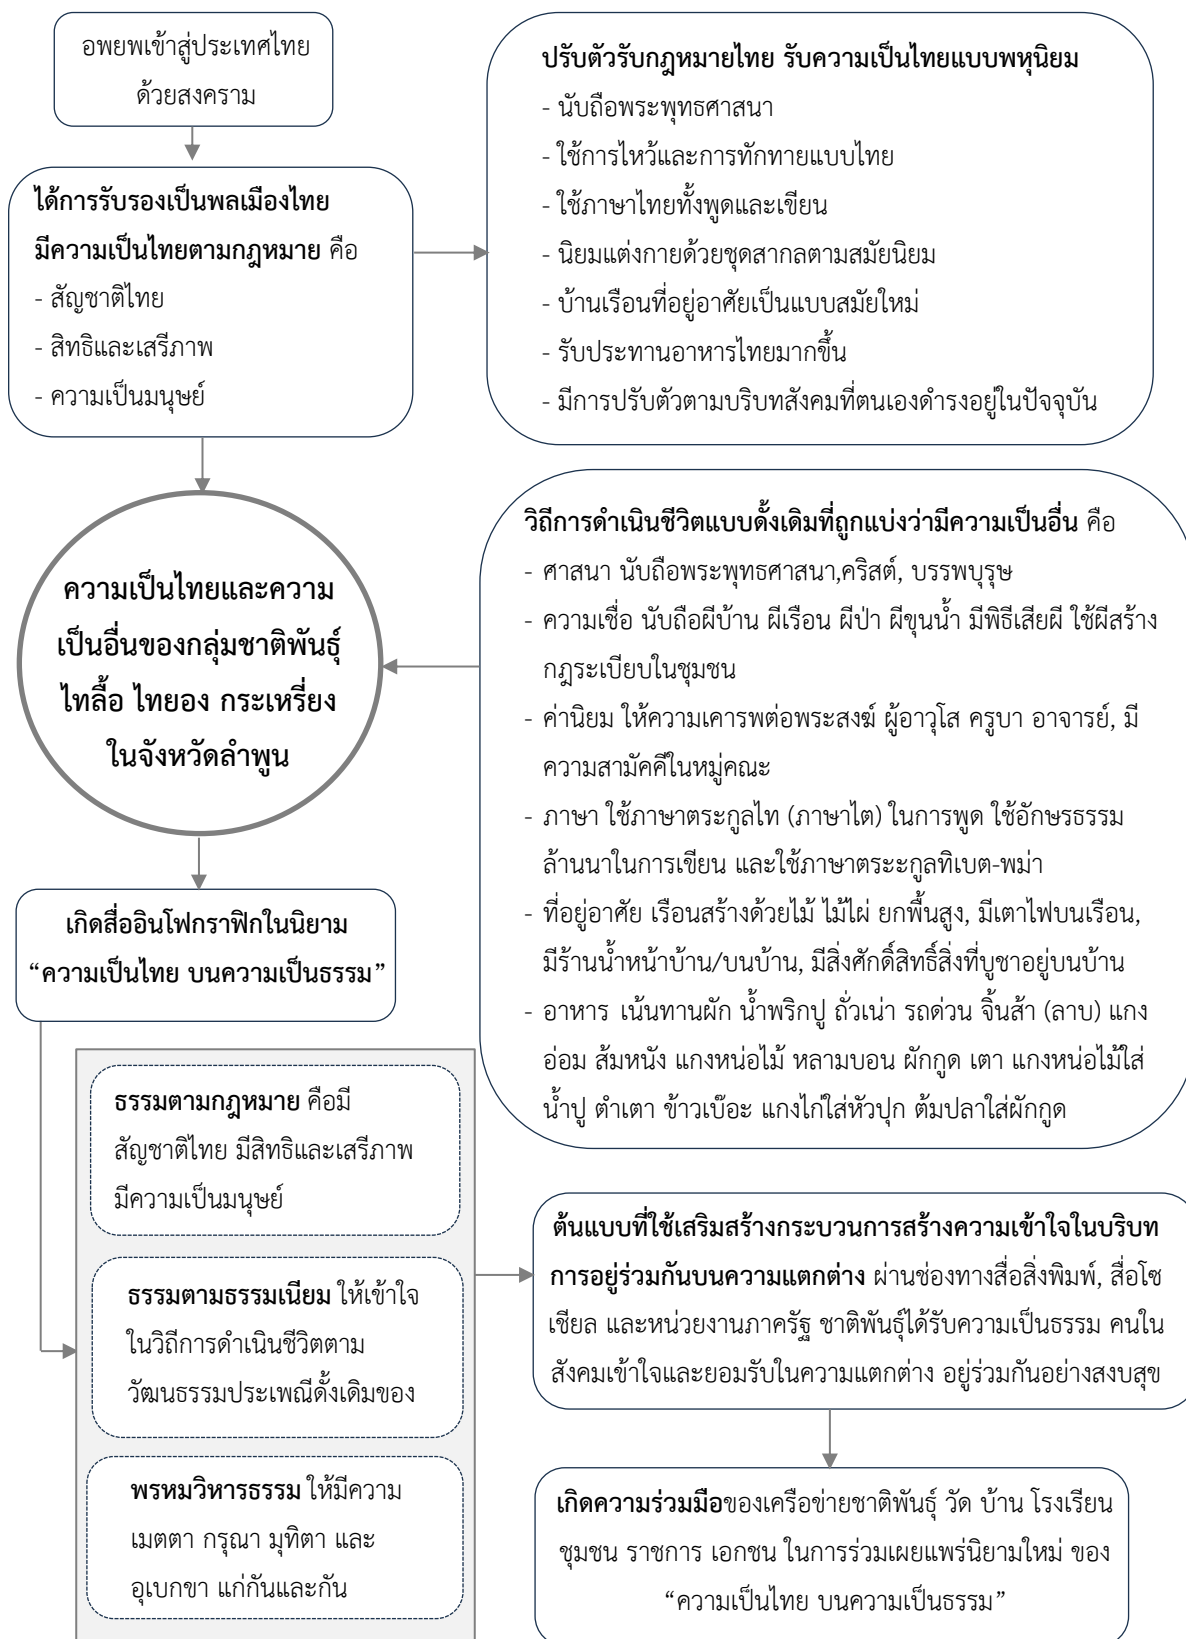 อพยพเข้าสู่ประเทศไทย
ด้วยสงคราม
ได้การรับรองเป็นพลเมืองไทย
มีความเป็นไทยตามกฎหมาย คือ
- สัญชาติไทย
- สิทธิและเสรีภาพ
- ความเป็นมนุษย์
ปรับตัวรับกฎหมายไทย รับความเป็นไทยแบบพหุนิยม
- นับถือพระพุทธศาสนา
- ใช้การไหว้และการทักทายแบบไทย
- ใช้ภาษาไทยทั้งพูดและเขียน
- นิยมแต่งกายด้วยชุดสากลตามสมัยนิยม
- บ้านเรือนที่อยู่อาศัยเป็นแบบสมัยใหม่
- รับประทานอาหารไทยมากขึ้น
- มีการปรับตัวตามบริบทสังคมที่ตนเองดำรงอยู่ในปัจจุบัน
ความเป็นไทยและความ
เป็นอื่นของกลุ่มชาติพันธุ์
ไทลื้อ ไทยอง กระเหรี่ยง
ในจังหวัดลำพูน
วิถีการดำเนินชีวิตแบบดั้งเดิมที่ถูกแบ่งว่ามีความเป็นอื่น คือ
- ศาสนา นับถือพระพุทธศาสนา,คริสต์, บรรพบุรุษ
- ความเชื่อ นับถือผีบ้าน ผีเรือน ผีป่า ผีขุนน้ำ มีพิธีเสียผี ใช้ผีสร้าง
กฎระเบียบในชุมชน
- ค่านิยม ให้ความเคารพต่อพระสงฆ์ ผู้อาวุโส ครูบา อาจารย์, มี
ความสามัคคีในหมู่คณะ
- ภาษา ใช้ภาษาตระกูลไท (ภาษาไต) ในการพูด ใช้อักษรธรรม
ล้านนาในการเขียน และใช้ภาษาตระะกูลทิเบต-พม่า
- ที่อยู่อาศัย เรือนสร้างด้วยไม้ ไม้ไผ่ ยกพื้นสูง, มีเตาไฟบนเรือน,
มีร้านน้ำหน้าบ้าน/บนบ้าน, มีสิ่งศักดิ์สิทธิ์สิ่งที่บูชาอยู่บนบ้าน
- อาหาร เน้นทานผัก น้ำพริกปู ถั่วเน่า รถด่วน จิ้นส้า (ลาบ) แกง
อ่อม ส้มหนัง แกงหน่อไม้ หลามบอน ผักกูด เตา แกงหน่อไม้ใส่
น้ำปู ตำเตา ข้าวเบ๊อะ แกงไก่ใส่หัวปุก ต้มปลาใส่ผักกูด
เกิดสื่ออินโฟกราฟิกในนิยาม
“ความเป็นไทย บนความเป็นธรรม”
ธรรมตามกฎหมาย คือมี
สัญชาติไทย มีสิทธิและเสรีภาพ
มีความเป็นมนุษย์
ธรรมตามธรรมเนียม ให้เข้าใจ
ในวิถีการดำเนินชีวิตตาม
วัฒนธรรมประเพณีดั้งเดิมของ
พรหมวิหารธรรม ให้มีความ
เมตตา กรุณา มุทิตา และ
อุเบกขา แก่กันและกัน
ต้นแบบที่ใช้เสริมสร้างกระบวนการสร้างความเข้าใจในบริบท
การอยู่ร่วมกันบนความแตกต่าง ผ่านช่องทางสื่อสิ่งพิมพ์, สื่อโซ
เชียล และหน่วยงานภาครัฐ ชาติพันธุ์ได้รับความเป็นธรรม คนใน
สังคมเข้าใจและยอมรับในความแตกต่าง อยู่ร่วมกันอย่างสงบสุข
เกิดความร่วมมือของเครือข่ายชาติพันธุ์ วัด บ้าน โรงเรียน
ชุมชน ราชการ เอกชน ในการร่วมเผยแพร่นิยามใหม่ ของ
“ความเป็นไทย บนความเป็นธรรม”